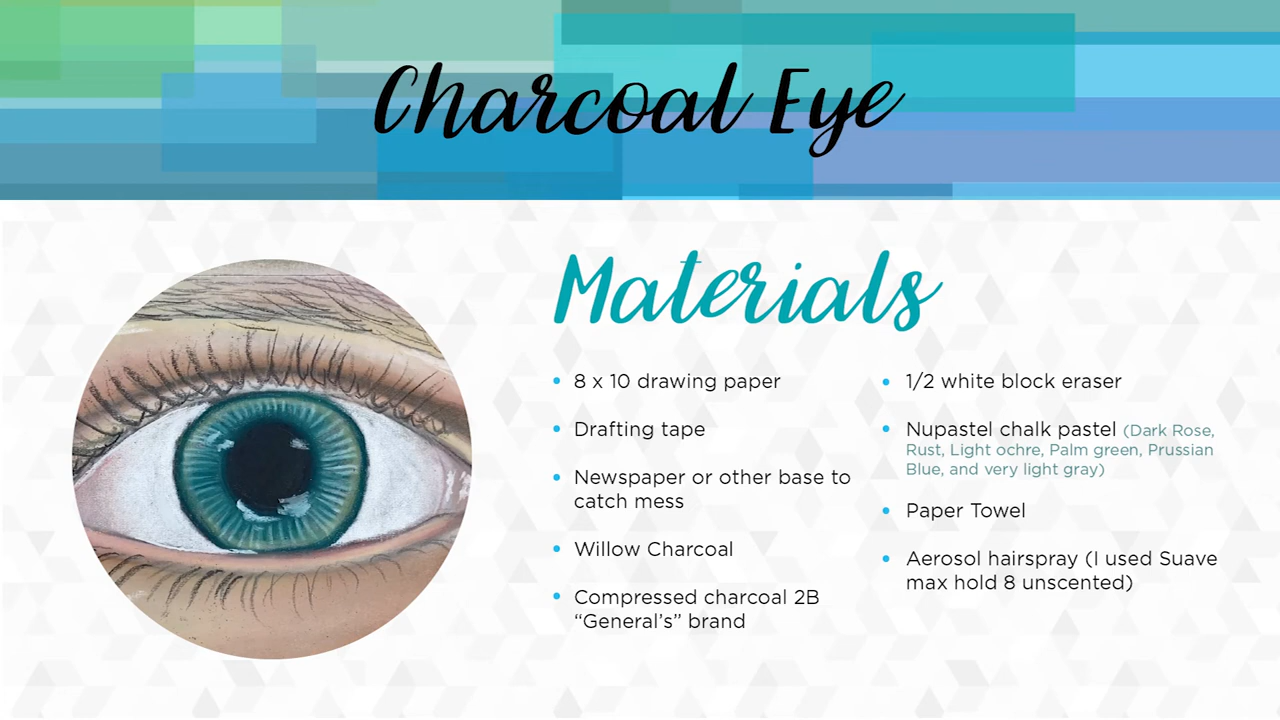 Charcoal Eye
Materials
8 x 10 drawing paper
Drafting tape
Newspaper or other base to
catch mess
Willow Charcoal
Compressed charcoal 2B
“General’s” brand
1/2 white block eraser
Nupastel chalk pastel (Dark Rose,
Rust, Light ochre, Palm green, Prussian
Blue, and very light gray)
Paper Towel
Aerosol hairspray (I used Suave
max hold 8 unscented)